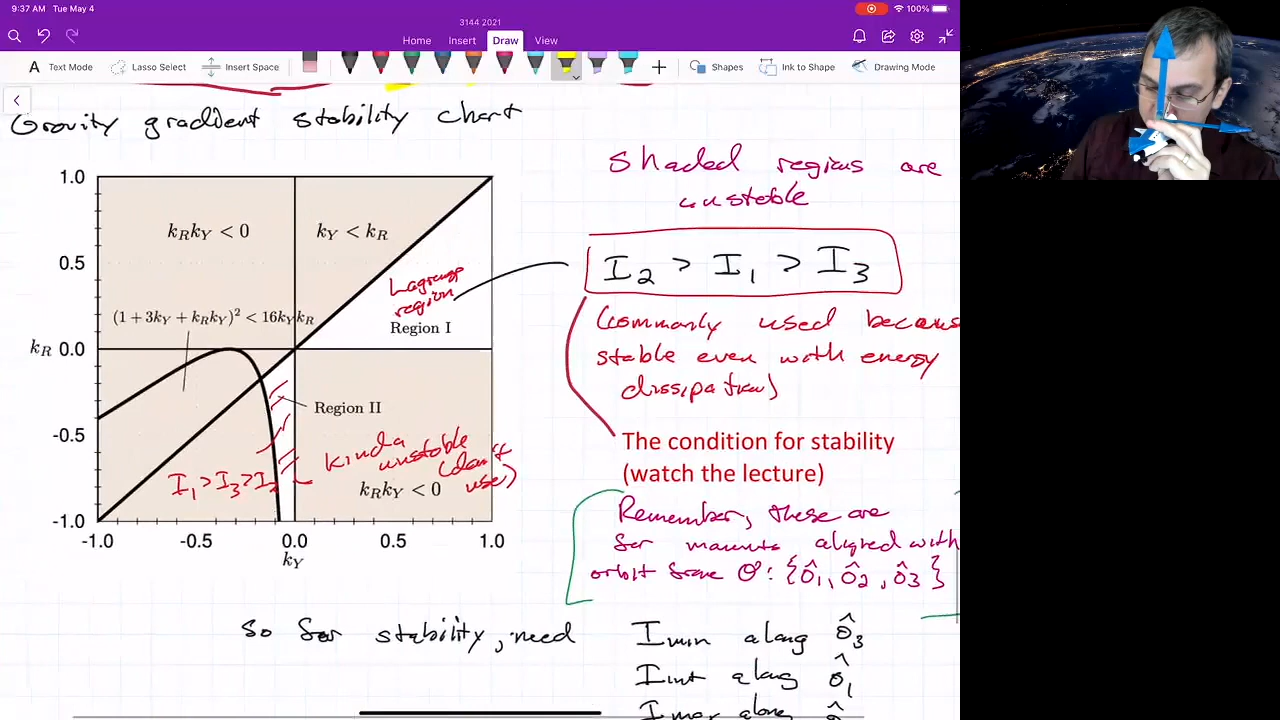 9:37 AM Tue May 4
100%
3144 2021
Home Insert Draw View
A Text Mode Lasso Select Insert Space Shapes Ink to Shape Drawing Mode
Gravity gradient stability chart
Shaded regions are
unstable
I₂ > I₁ > I₃
(commonly used because
stable even with energy
dissipation)
The condition for stability
(watch the lecture)
Remember, these are
for moments aligned with
orbit frame O: {ô₁, ô₂, ô₃}
1.0
0.5
kR 0.0
-0.5
-1.0
-1.0 -0.5 0.0 0.5 1.0
kY
kRkY < 0
kY < kR
Lagrange
region
Region I
(1 + 3kY + kRkY)² < 16kYkR
Region II
kinda
unstable
(don't
use)
I₁ > I₃ > I₂
kRkY < 0
So for stability, need
Imin along ô₃
Iint along ô₁
Imax along